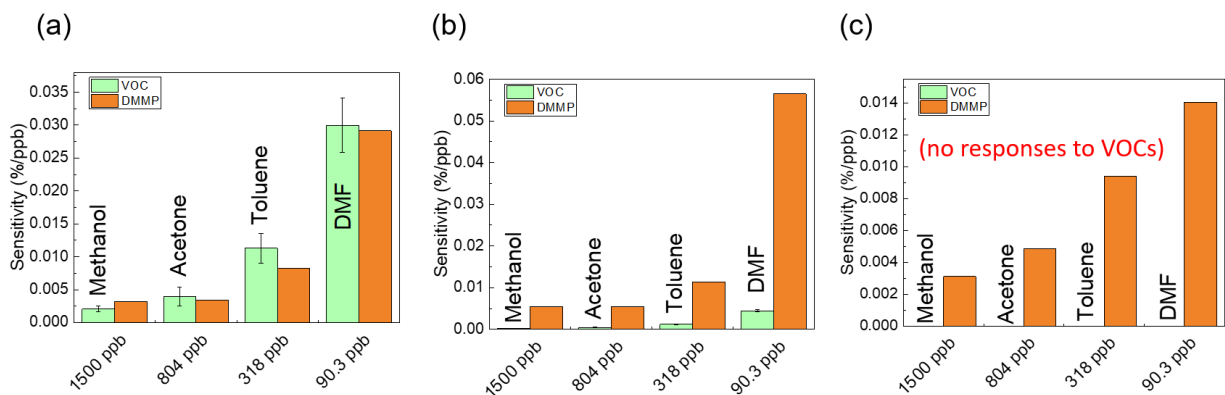 (a)
VOC
DMMP
Sensitivity (%/ppb)
0.035
0.030
0.025
0.020
0.015
0.010
0.005
0.000
Methanol
Acetone
Toluene
DMF
1500 ppb
804 ppb
318 ppb
90.3 ppb
(b)
VOC
DMMP
Sensitivity (%/ppb)
0.06
0.05
0.04
0.03
0.02
0.01
0.00
Methanol
Acetone
Toluene
DMF
1500 ppb
804 ppb
318 ppb
90.3 ppb
(c)
VOC
DMMP
(no responses to VOCs)
Sensitivity (%/ppb)
0.014
0.012
0.010
0.008
0.006
0.004
0.002
0.000
Methanol
Acetone
Toluene
DMF
1500 ppb
804 ppb
318 ppb
90.3 ppb